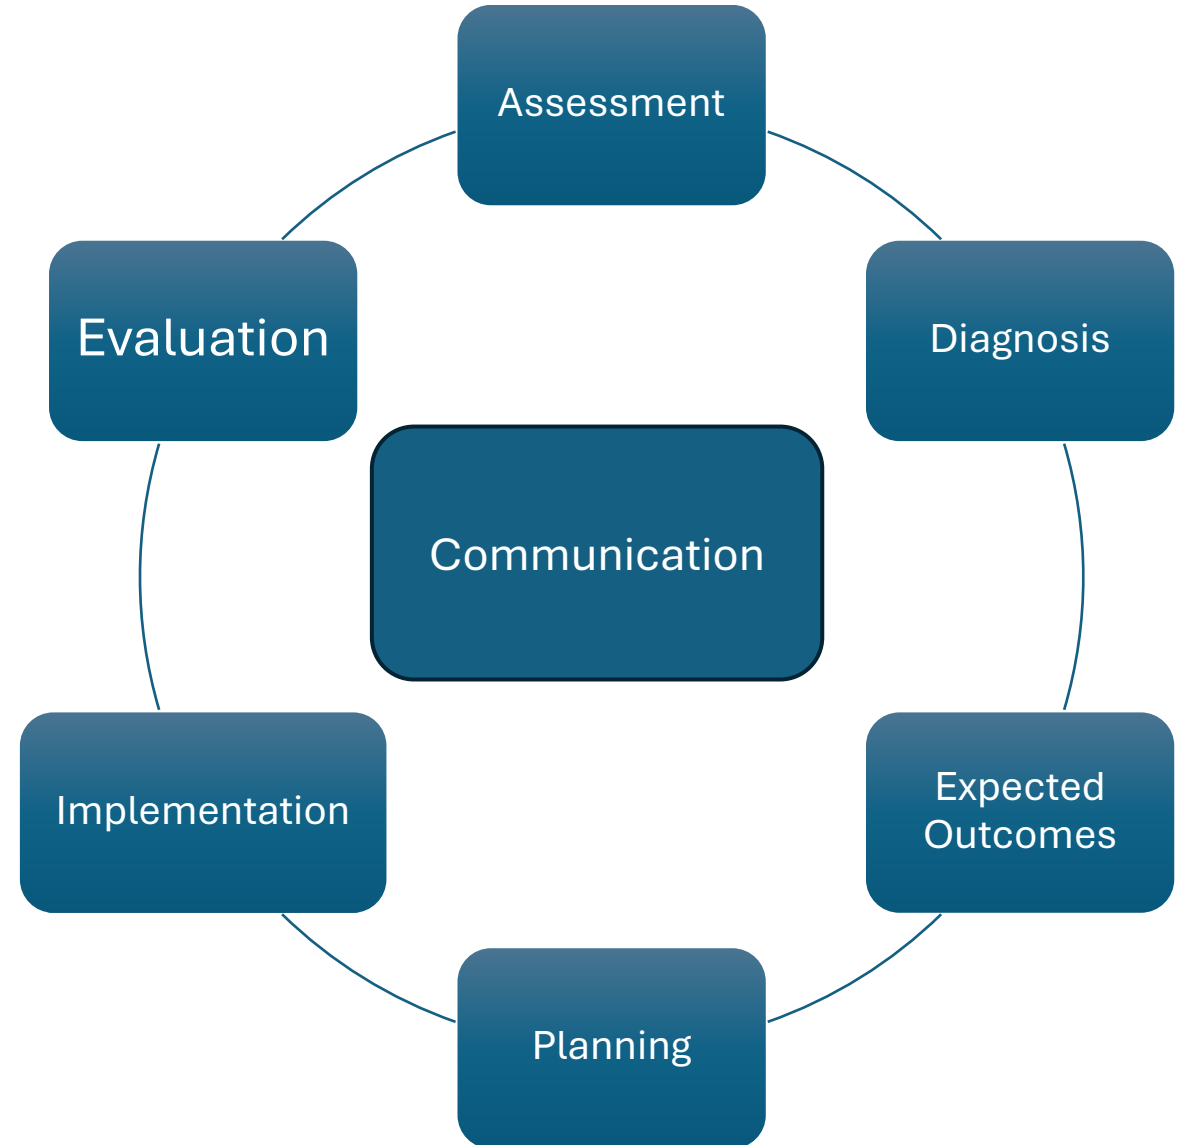 Assessment
Diagnosis
Expected
Outcomes
Planning
Implementation
Evaluation
Communication